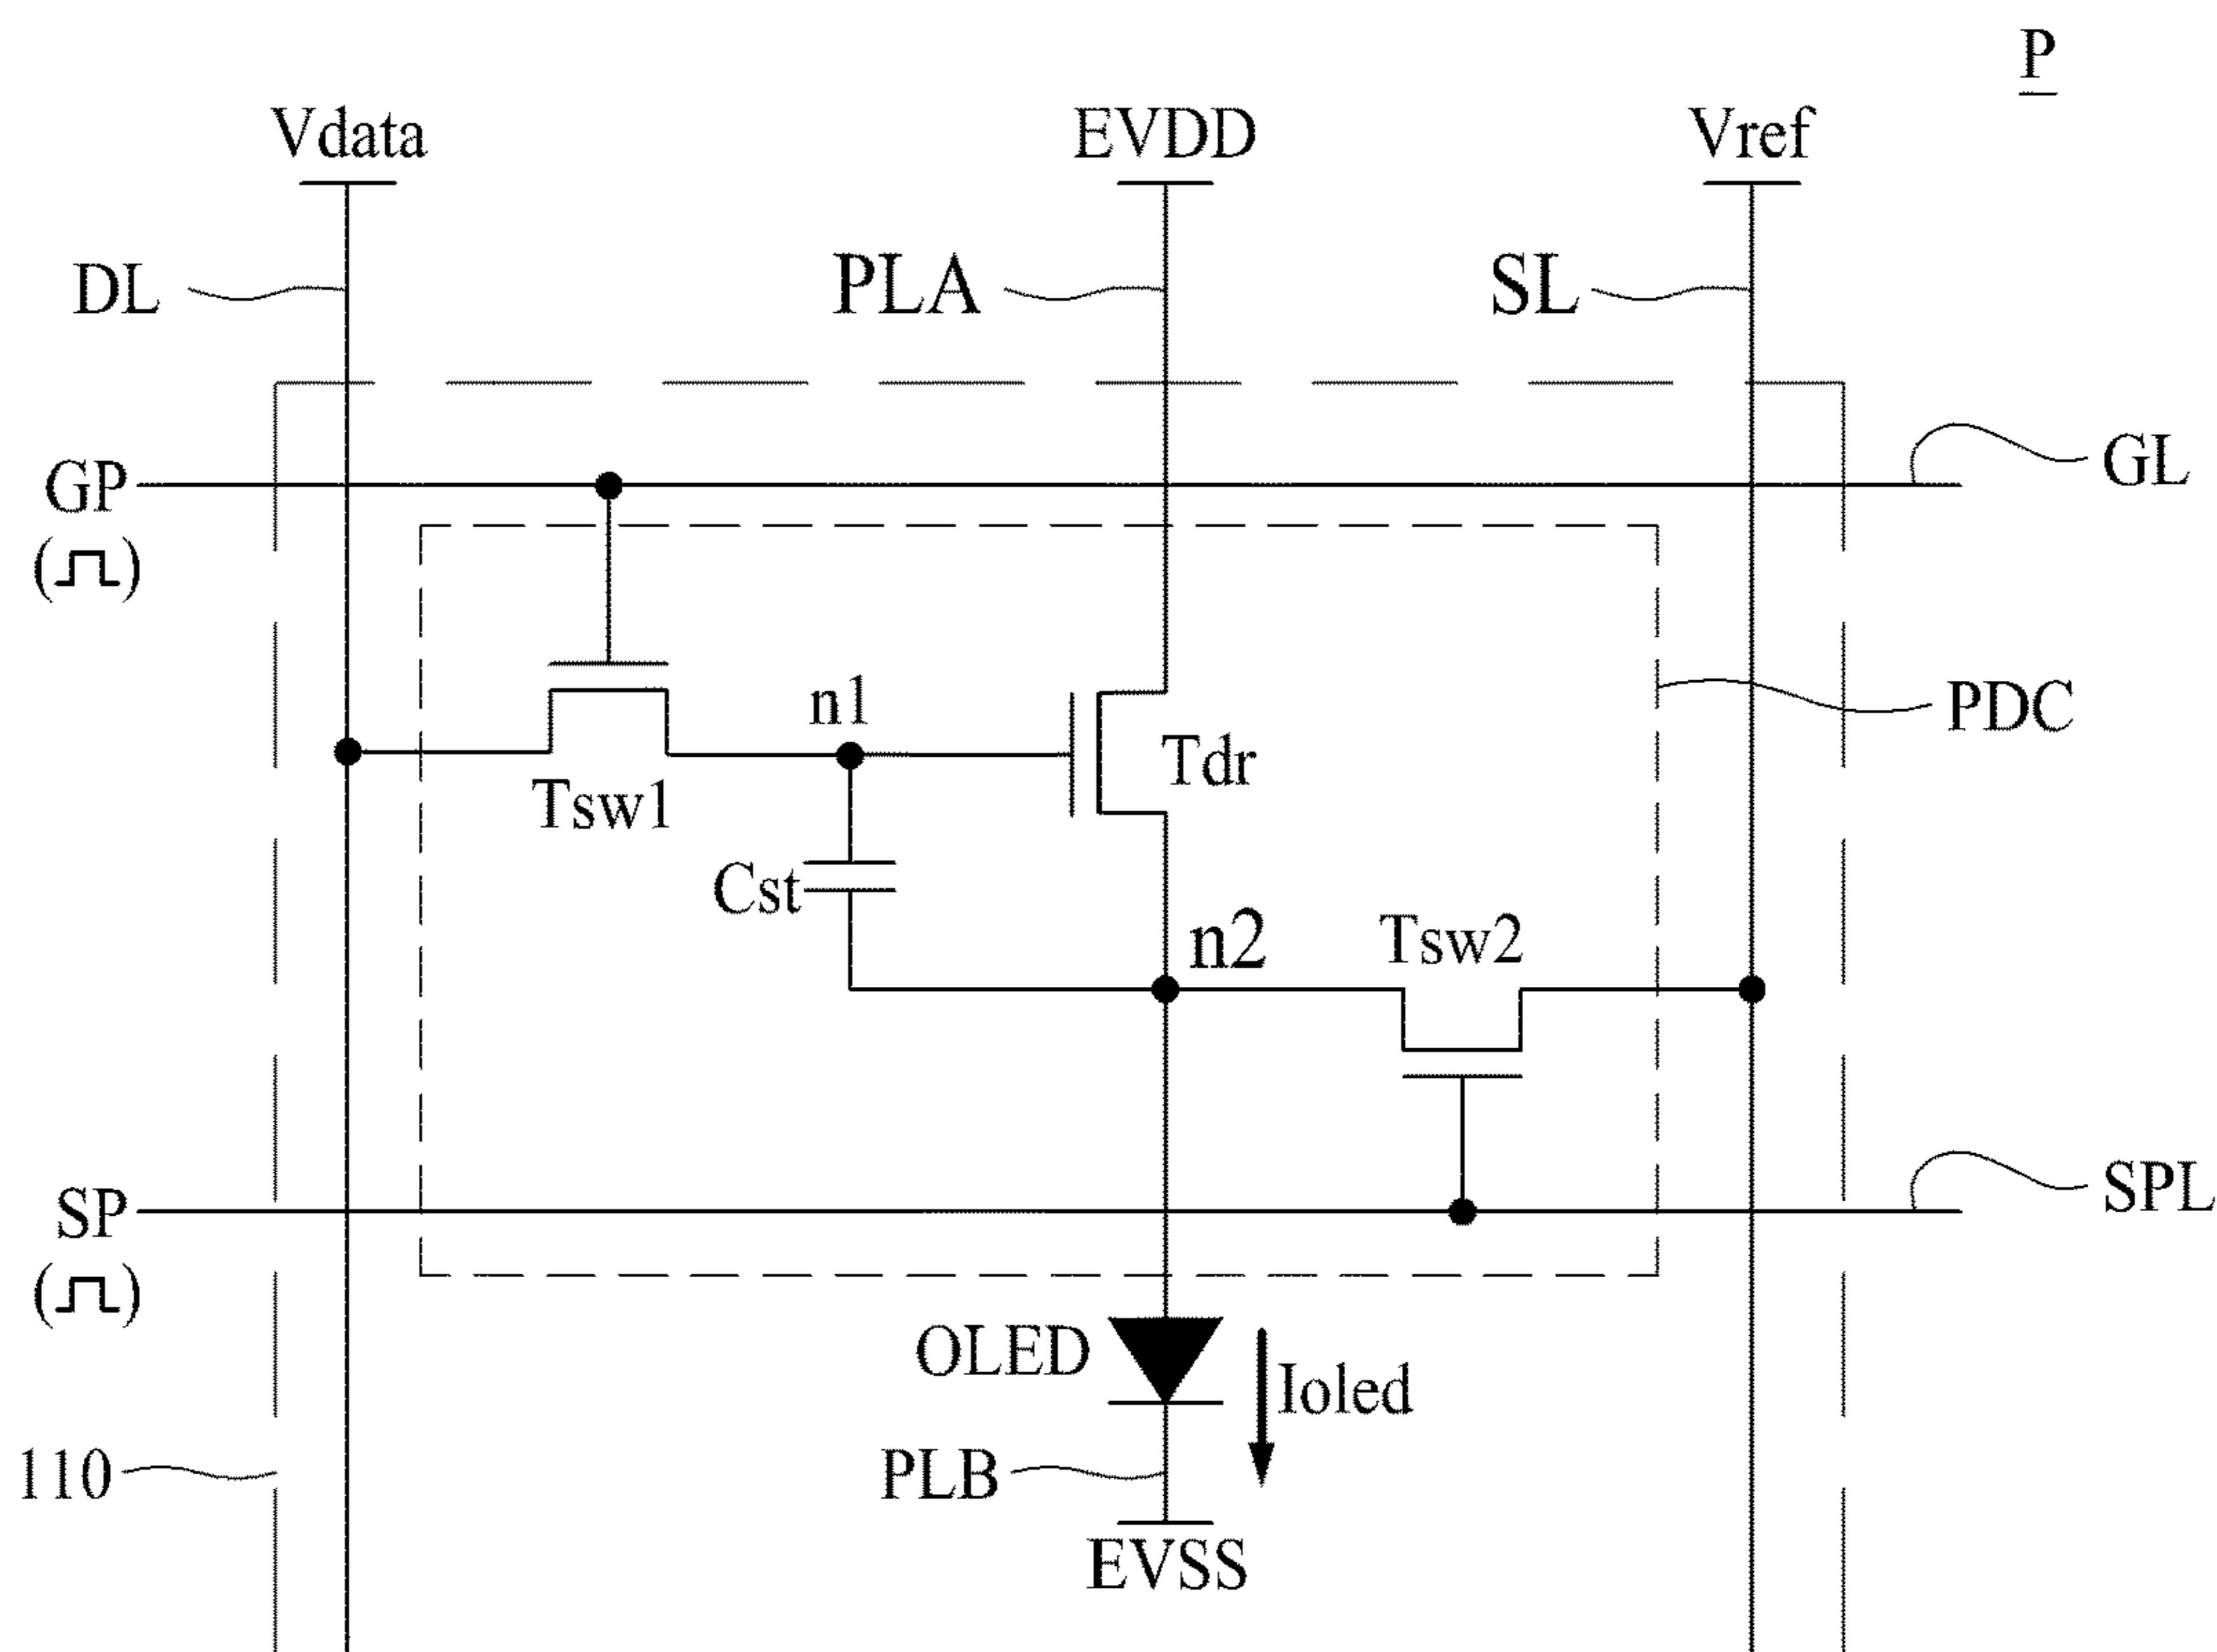 P
Vdata EVDD Vref
DL PLA SL
GP GL
(⎍)
n1 PDC
Tdr
Tsw1
Cst
n2 Tsw2
SP SPL
(⎍)
OLED Ioled
110 PLB
EVSS